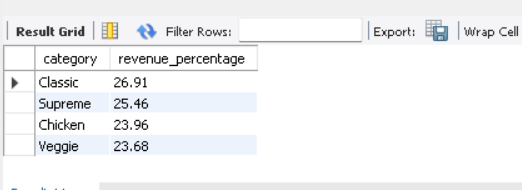 Result Grid Filter Rows: Export: Wrap Cell
category revenue_percentage
Classic 26.91
Supreme 25.46
Chicken 23.96
Veggie 23.68